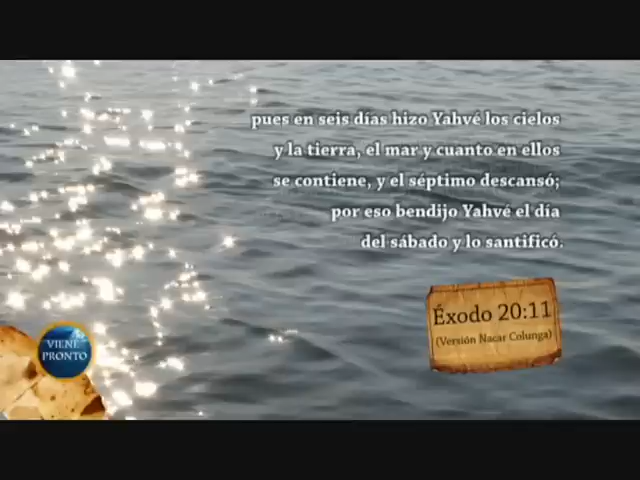 pues en seis días hizo Yahvé los cielos
y la tierra, el mar y cuanto en ellos
se contiene, y el séptimo descansó;
por eso bendijo Yahvé el día
del sábado y lo santificó.
Éxodo 20:11
(Versión Nacar Colunga)
VIENE
PRONTO